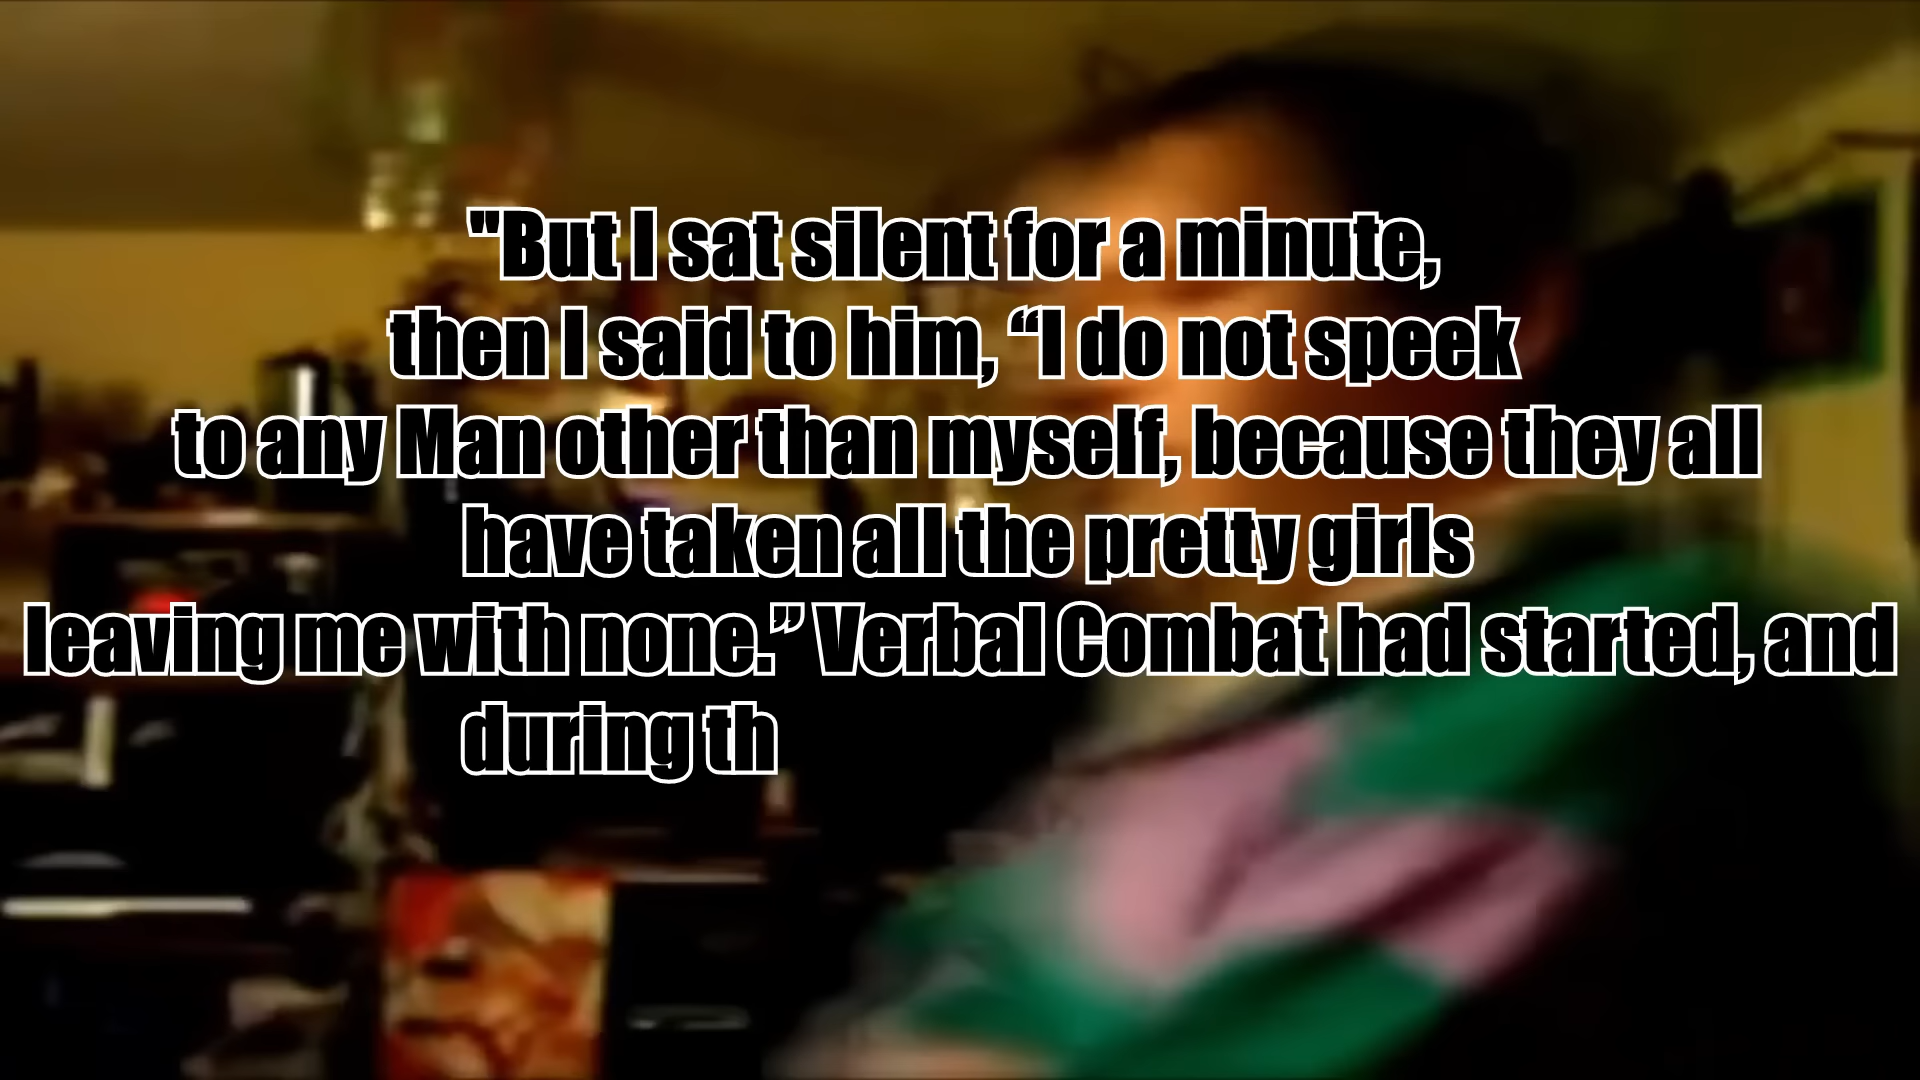 "But I sat silent for a minute,
then I said to him, “I do not speek
to any Man other than myself, because they all
have taken all the pretty girls
leaving me with none.” Verbal Combat had started, and
during th